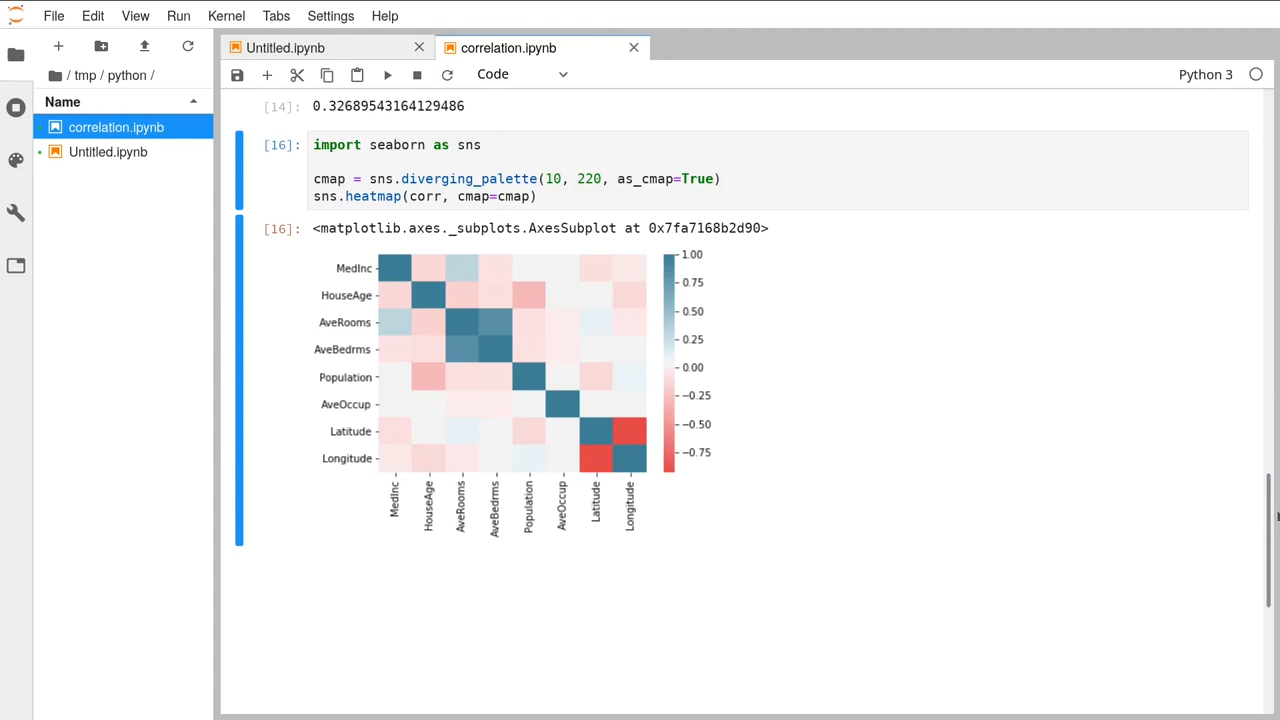 File Edit View Run Kernel Tabs Settings Help
Untitled.ipynb
correlation.ipynb
/ tmp / python /
Code
Python 3
Name
correlation.ipynb
Untitled.ipynb
[14]: 0.32689543164129486
[16]: import seaborn as sns
cmap = sns.diverging_palette(10, 220, as_cmap=True)
sns.heatmap(corr, cmap=cmap)
[16]: <matplotlib.axes._subplots.AxesSubplot at 0x7fa7168b2d90>
MedInc
HouseAge
AveRooms
AveBedrms
Population
AveOccup
Latitude
Longitude
MedInc
HouseAge
AveRooms
AveBedrms
Population
AveOccup
Latitude
Longitude
1.00
0.75
0.50
0.25
0.00
−0.25
−0.50
−0.75